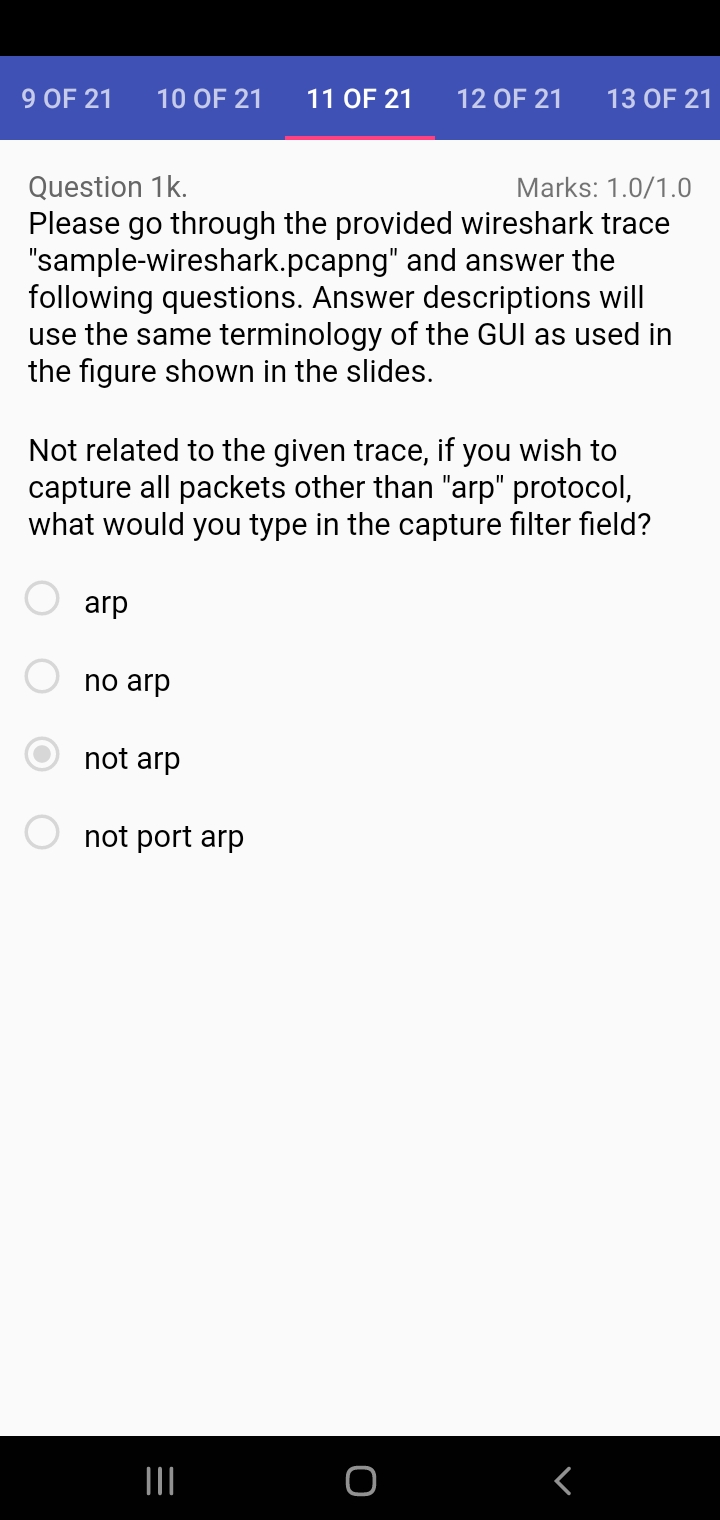 9 OF 21 10 OF 21 11 OF 21 12 OF 21 13 OF 21
Question 1k. Marks: 1.0/1.0
Please go through the provided wireshark trace
"sample-wireshark.pcapng" and answer the
following questions. Answer descriptions will
use the same terminology of the GUI as used in
the figure shown in the slides.
Not related to the given trace, if you wish to
capture all packets other than "arp" protocol,
what would you type in the capture filter field?
arp
no arp
not arp
not port arp